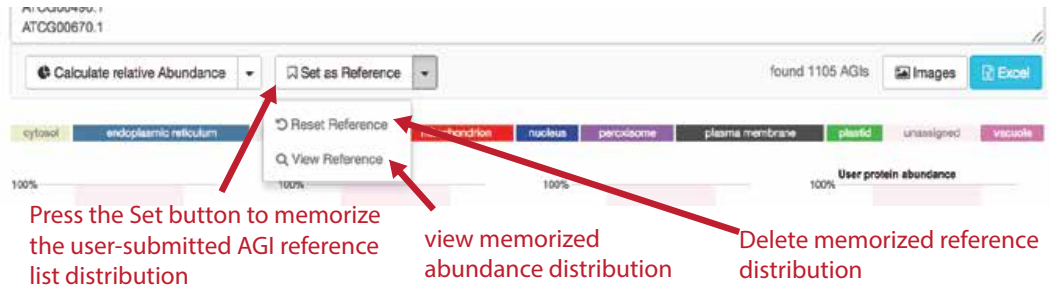 ATCG00490.1
ATCG00670.1
Calculate relative Abundance
Set as Reference
found 1105 AGIs
Images
Excel
Reset Reference
View Reference
cytosol
endoplasmic reticulum
mitochondrion
nucleus
peroxisome
plasma membrane
plastid
unassigned
vacuole
100%
100%
100%
100%
User protein abundance
Press the Set button to memorize
the user-submitted AGI reference
list distribution
view memorized
abundance distribution
Delete memorized reference
distribution